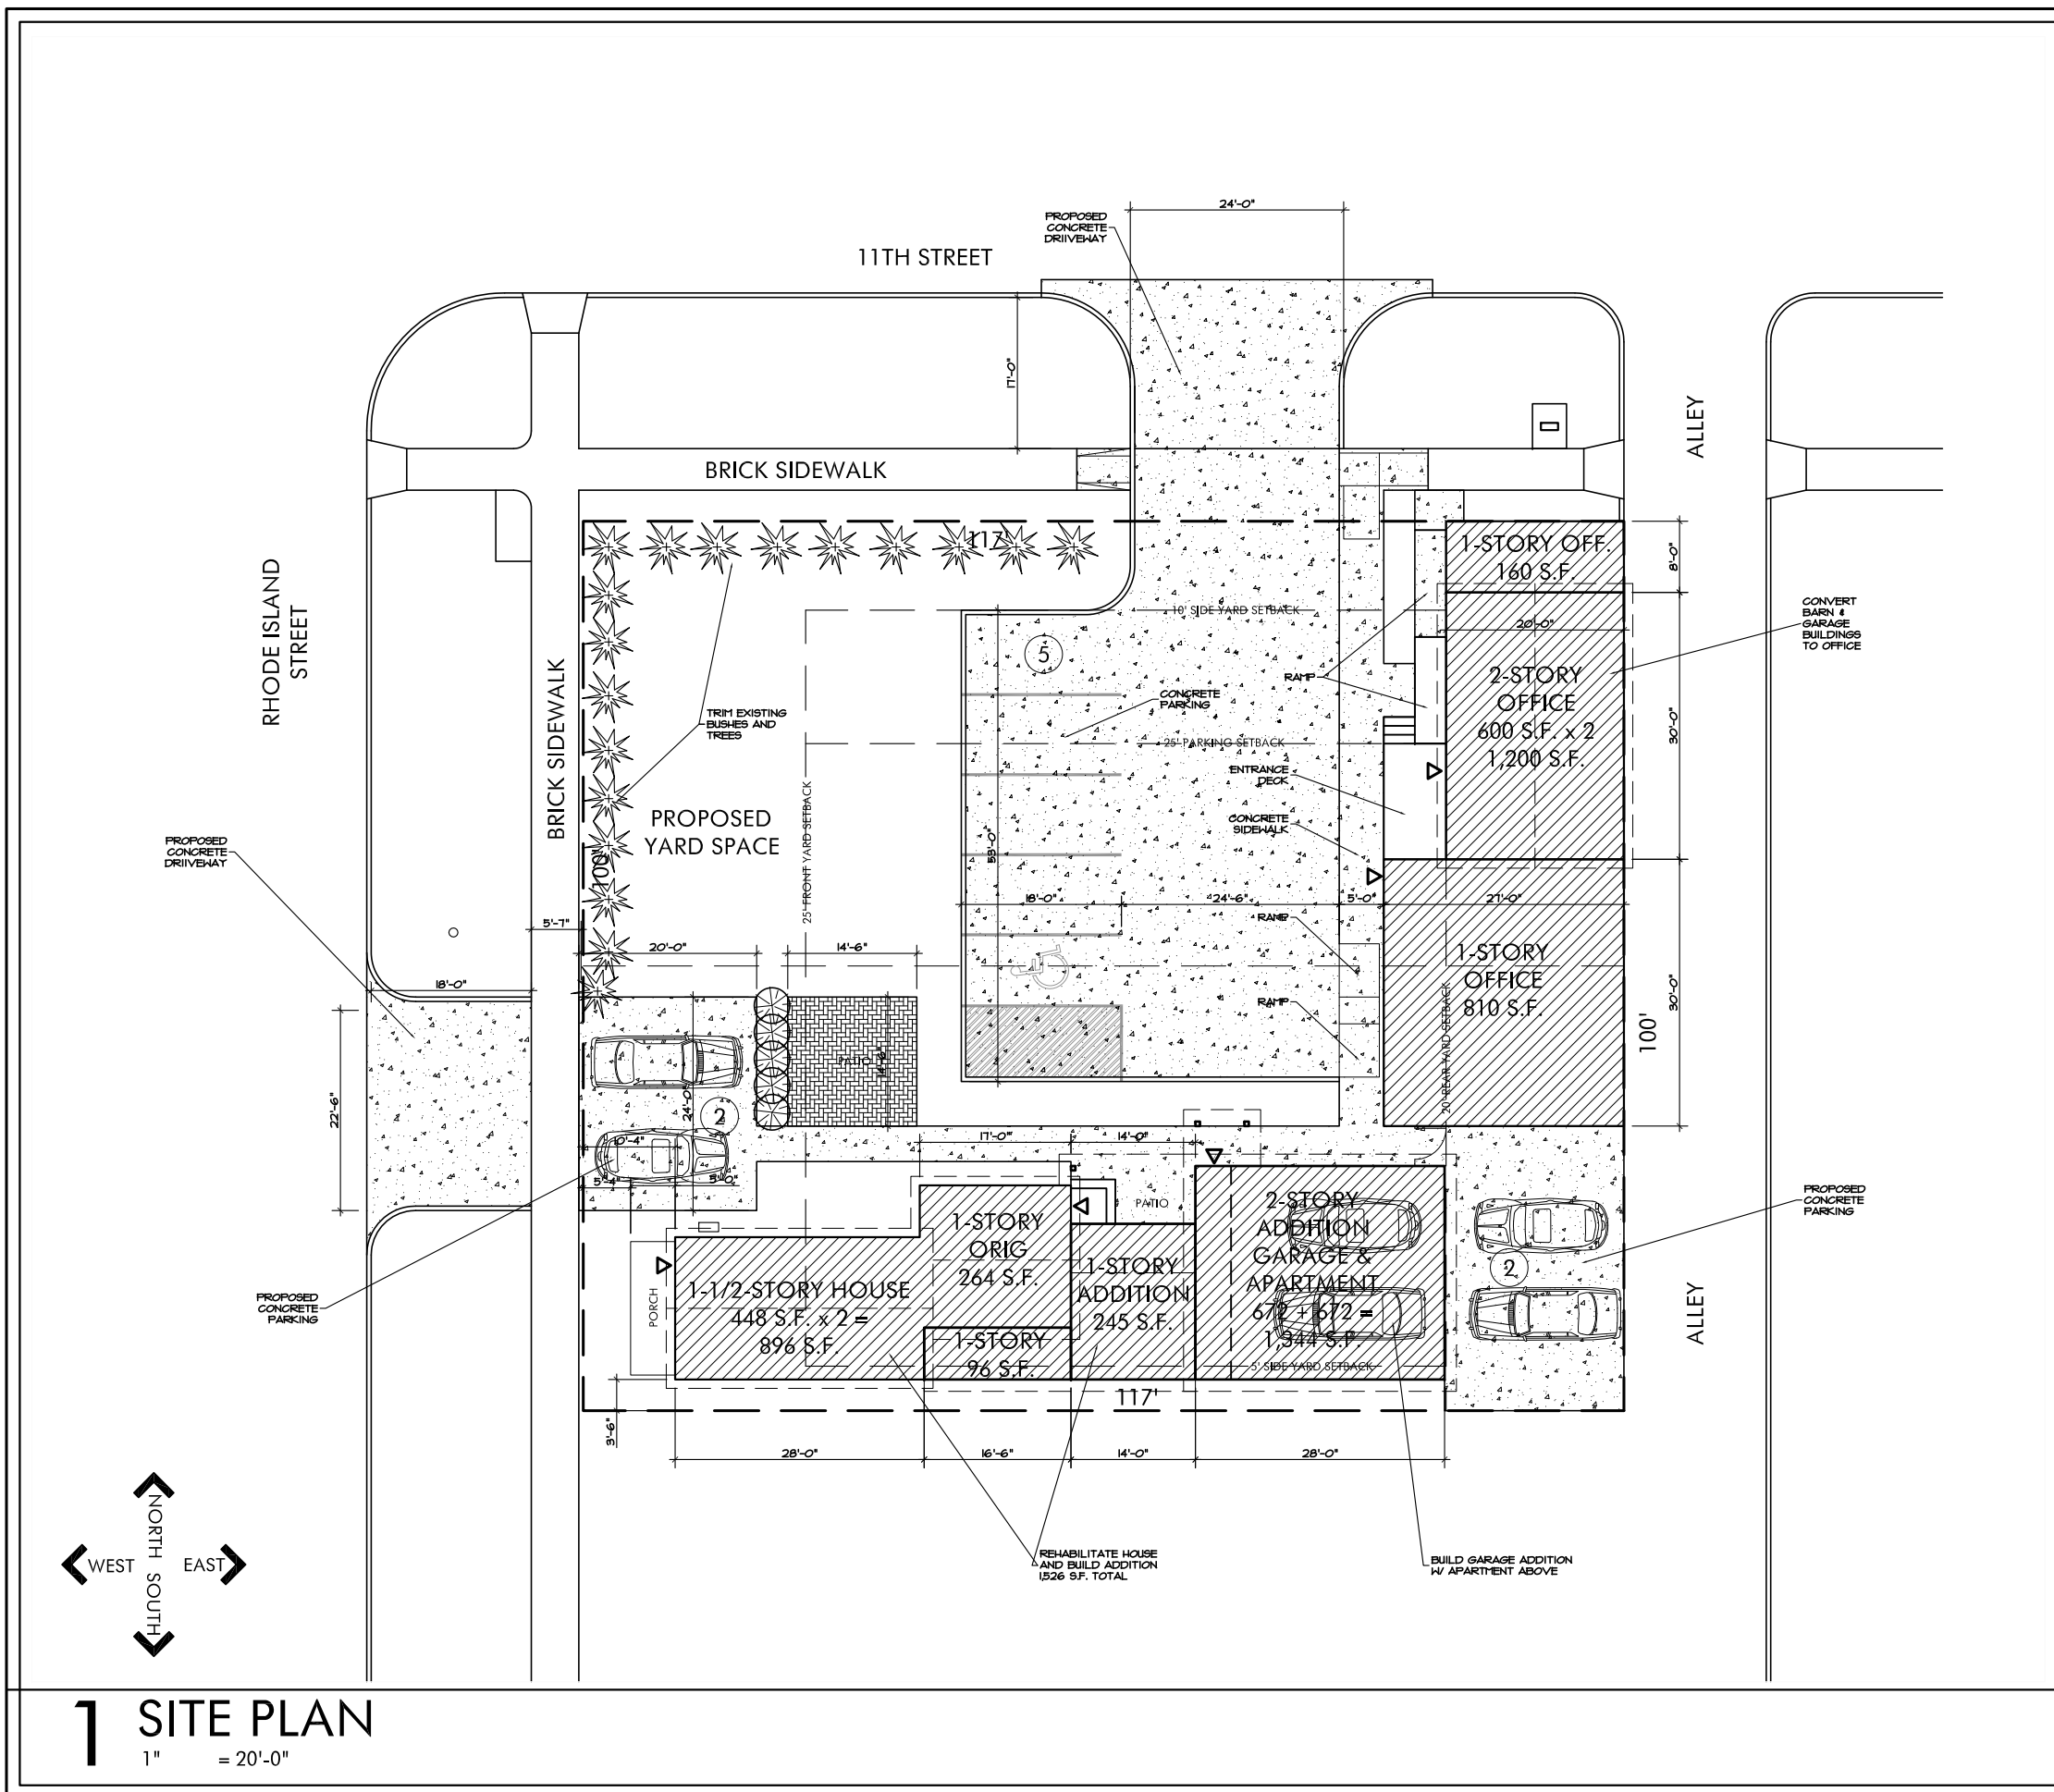 24'-0"
PROPOSED
CONCRETE
DRIIVEWAY
11TH STREET
17'-0"
ALLEY
BRICK SIDEWALK
117'
1-STORY OFF.
160 S.F.
8'-0"
RHODE ISLAND
STREET
10' SIDE YARD SETBACK
CONVERT
BARN &
GARAGE
BUILDINGS
TO OFFICE
20'-0"
5
RAMP
2-STORY
OFFICE
600 S.F. x 2
1,200 S.F.
30'-0"
CONCRETE
PARKING
TRIM EXISTING
BUSHES AND
TREES
BRICK SIDEWALK
25' PARKING SETBACK
ENTRANCE
DECK
PROPOSED
YARD SPACE
25' FRONT YARD SETBACK
CONCRETE
SIDEWALK
53'-0"
PROPOSED
CONCRETE
DRIIVEWAY
100'
18'-0"
24'-6"
5'-0"
27'-0"
5'-7"
RAMP
20'-0"
14'-6"
1-STORY
OFFICE
810 S.F.
30'-0"
18'-0"
RAMP
20' REAR YARD SETBACK
100'
PATIO
14'-6"
22'-6"
24'-0"
2
10'-4"
17'-0"
14'-0"
5'-4"
5'-0"
PATIO
PROPOSED
CONCRETE
PARKING
1-STORY
ORIG
264 S.F.
2-STORY
ADDITION
GARAGE &
APARTMENT
672 + 672 =
1,344 S.F.
2
1-STORY
ADDITION
245 S.F.
PORCH
1-1/2-STORY HOUSE
448 S.F. x 2 =
896 S.F.
PROPOSED
CONCRETE
PARKING
ALLEY
1-STORY
96 S.F.
5' SIDE YARD SETBACK
117'
3'-6"
28'-0"
16'-6"
14'-0"
28'-0"
NORTH
WEST
EAST
SOUTH
REHABILITATE HOUSE
AND BUILD ADDITION
1,526 S.F. TOTAL
BUILD GARAGE ADDITION
W/ APARTMENT ABOVE
1 SITE PLAN
1" = 20'-0"